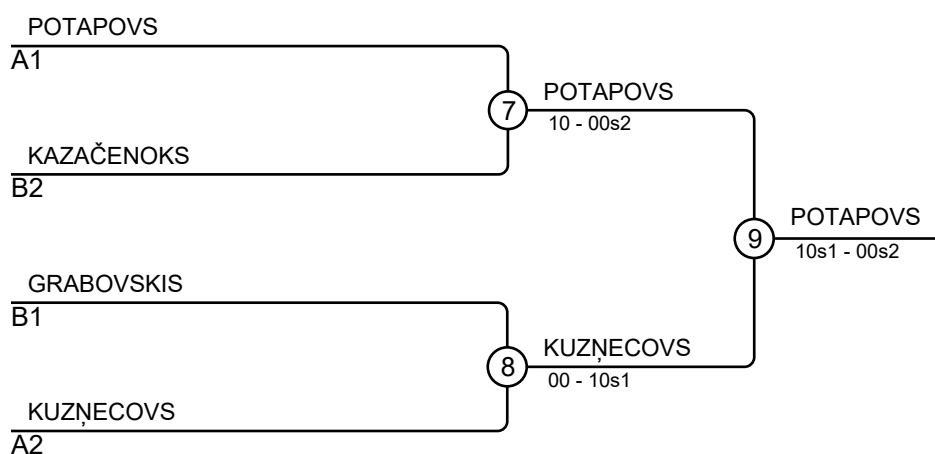 POTAPOVS
A1
7
POTAPOVS
10 - 00s2
KAZAČENOKS
B2
9
POTAPOVS
10s1 - 00s2
GRABOVSKIS
B1
8
KUZŅECOVS
00 - 10s1
KUZŅECOVS
A2